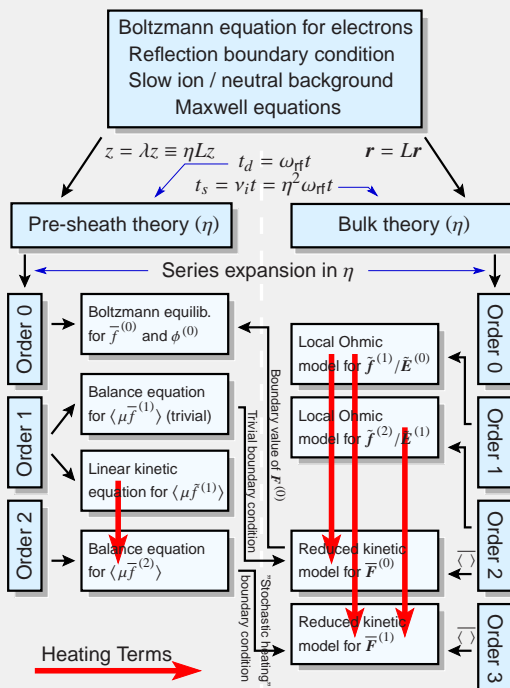 Boltzmann equation for electrons
Reflection boundary condition
Slow ion / neutral background
Maxwell equations
z = λz ≡ ηLz
r = Lr
t_d = ω_rf t
t_s = ν_i t = η² ω_rf t
Pre-sheath theory (η)
Bulk theory (η)
Series expansion in η
Order 0
Boltzmann equilib.
for f̅⁽⁰⁾ and ϕ⁽⁰⁾
Order 1
Balance equation
for ⟨μf̅⁽¹⁾⟩ (trivial)
Linear kinetic
equation for ⟨μf̃⁽¹⁾⟩
Order 2
Balance equation
for ⟨μf̅⁽²⁾⟩
Boundary value of F⁽⁰⁾
Trivial boundary condition
"Stochastic heating"
boundary condition
Local Ohmic
model for f̃⁽¹⁾/Ẽ⁽⁰⁾
Order 0
Local Ohmic
model for f̃⁽²⁾/Ẽ⁽¹⁾
Order 1
Reduced kinetic
model for F̅⁽⁰⁾
⟨ ⟩
Order 2
Reduced kinetic
model for F̅⁽¹⁾
⟨ ⟩
Order 3
Heating Terms